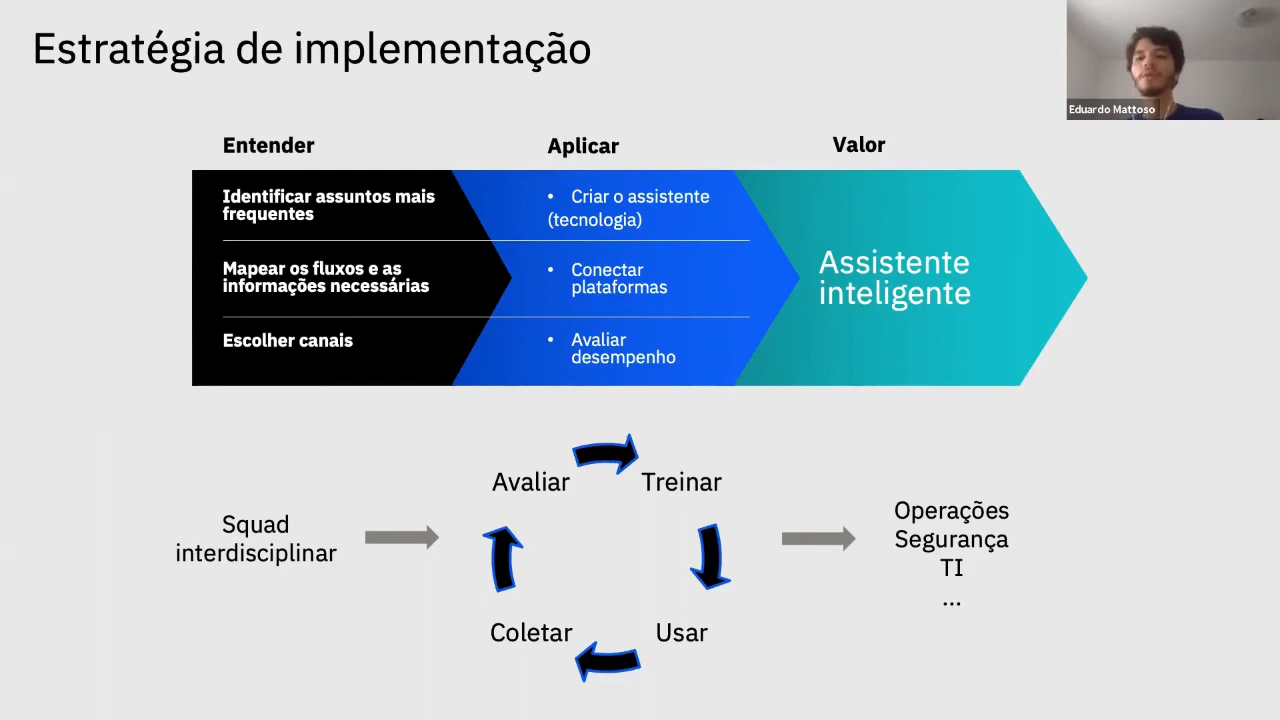 Estratégia de implementação
Eduardo Mattoso
Entender
Aplicar
Valor
Identificar assuntos mais
frequentes
• Criar o assistente
(tecnologia)
Mapear os fluxos e as
informações necessárias
• Conectar
plataformas
Escolher canais
• Avaliar
desempenho
Assistente
inteligente
Squad
interdisciplinar
Avaliar
Treinar
Coletar
Usar
Operações
Segurança
TI
...